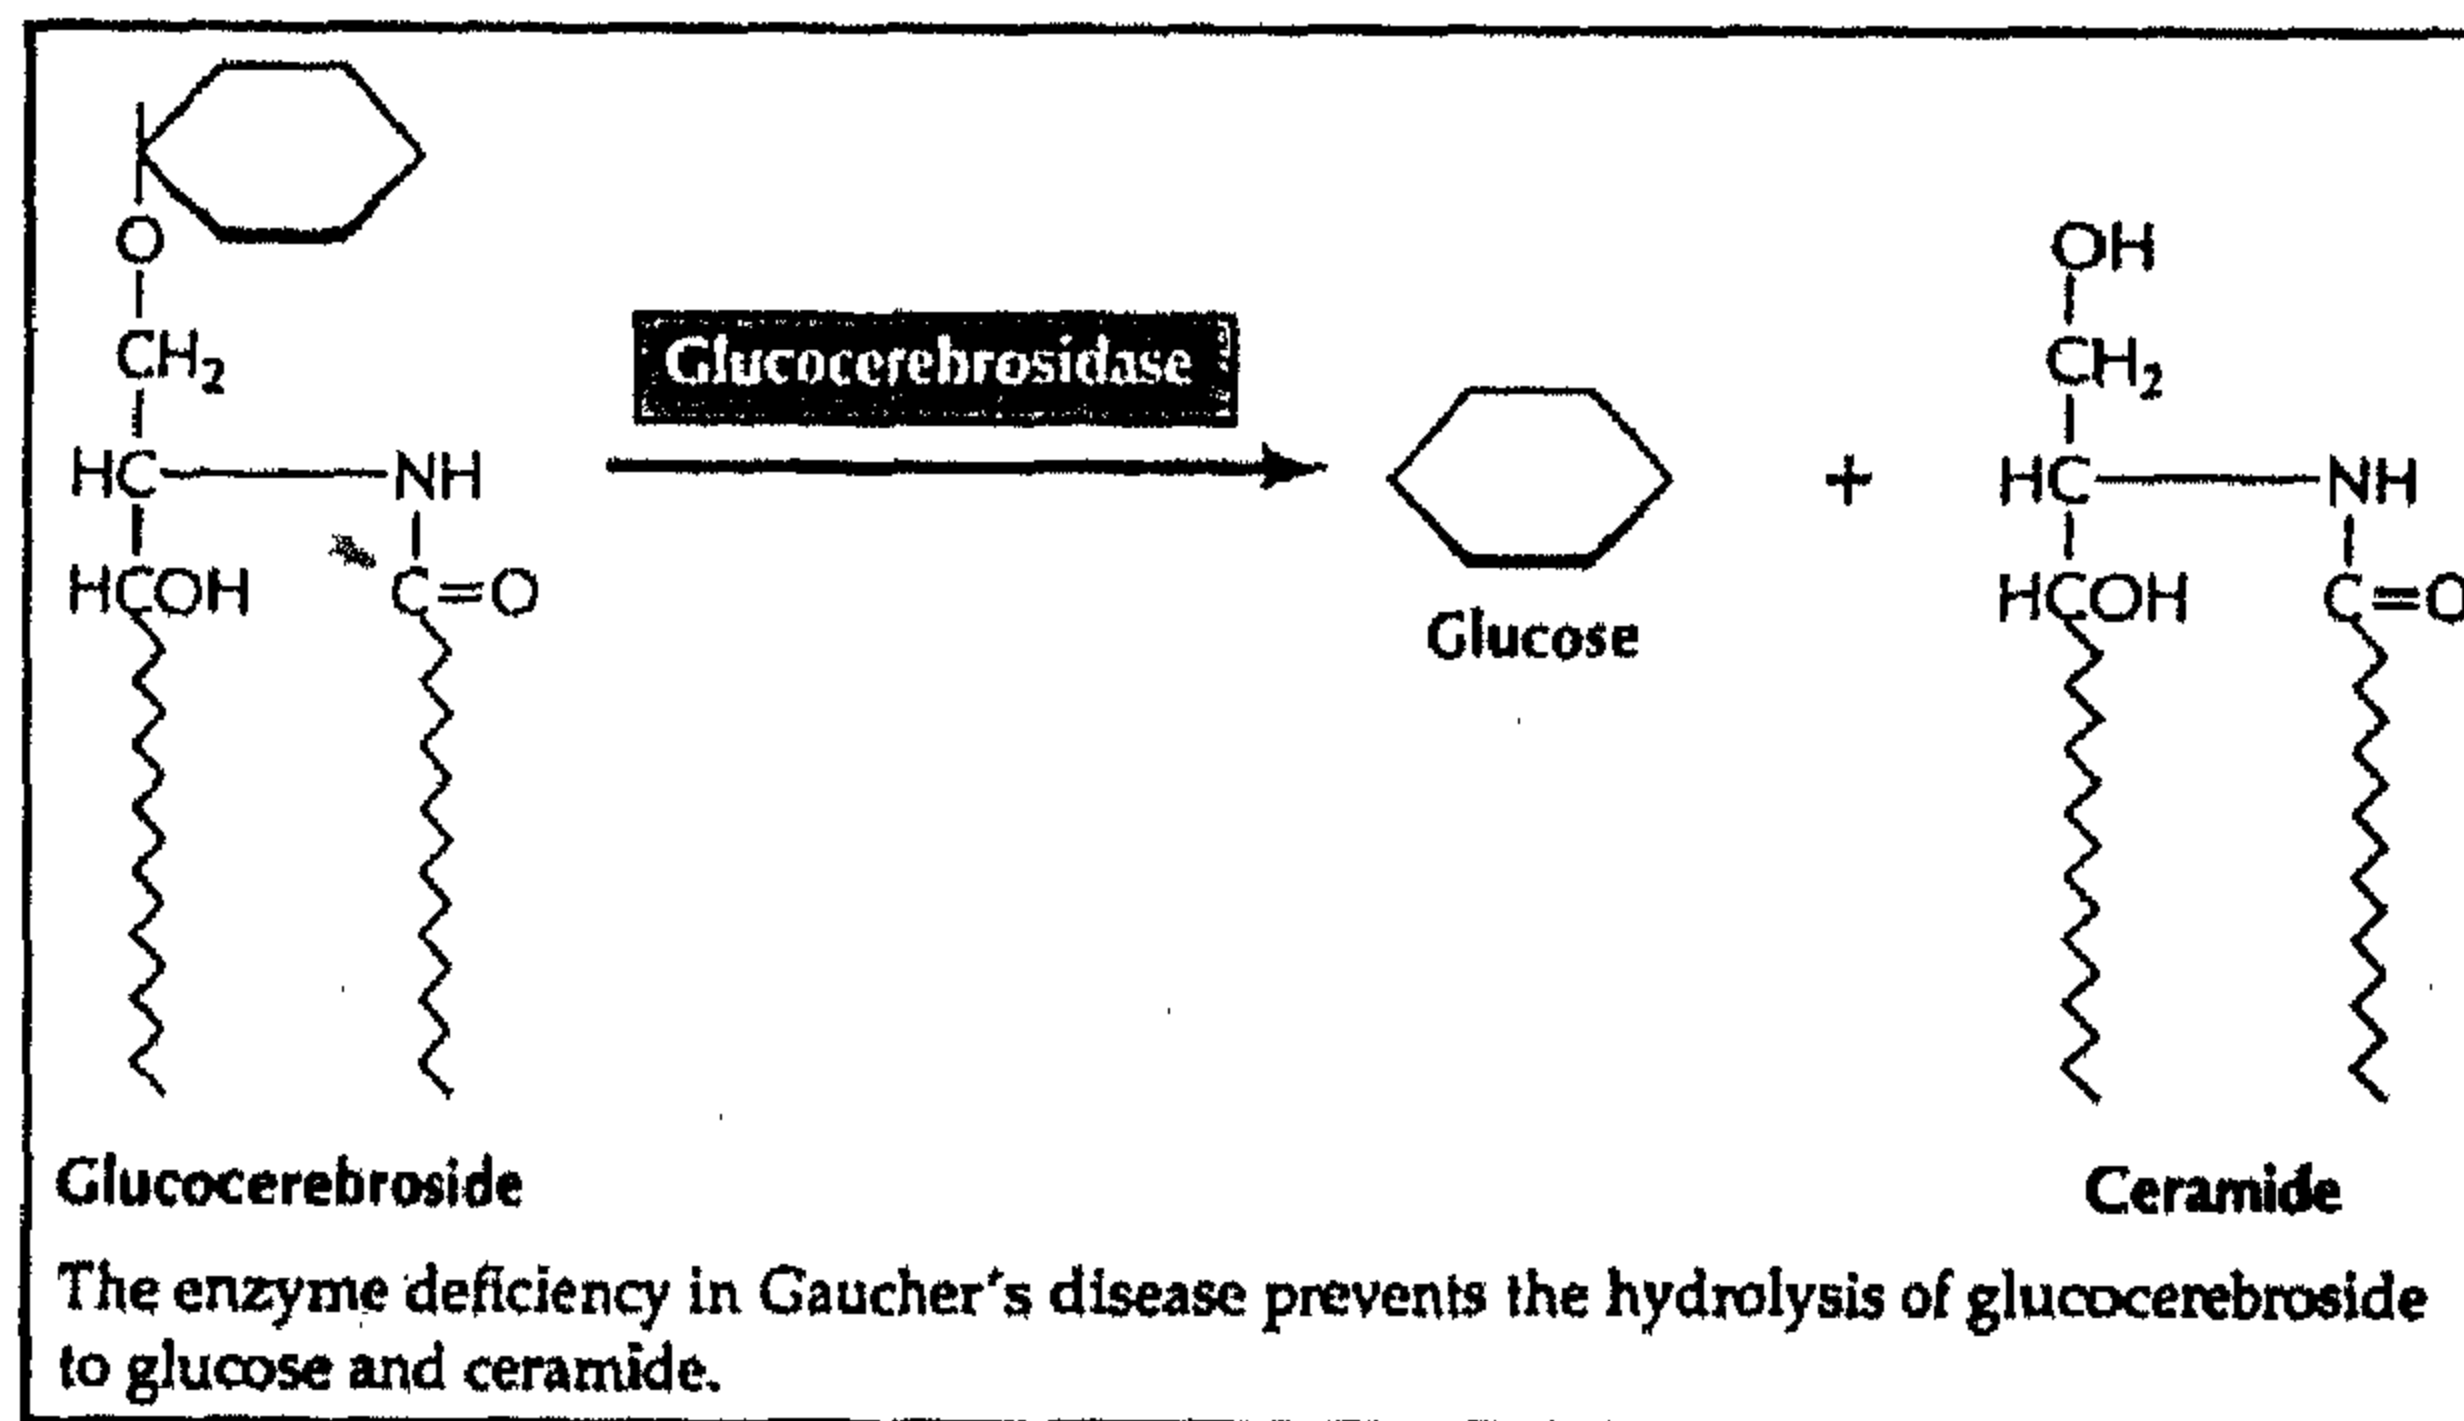 O
CH₂
HC NH
HCOH C=O
Glucocerebrosidase
Glucose
+
OH
CH₂
HC NH
HCOH C=O
Glucocerebroside
Ceramide
The enzyme deficiency in Gaucher's disease prevents the hydrolysis of glucocerebroside
to glucose and ceramide.